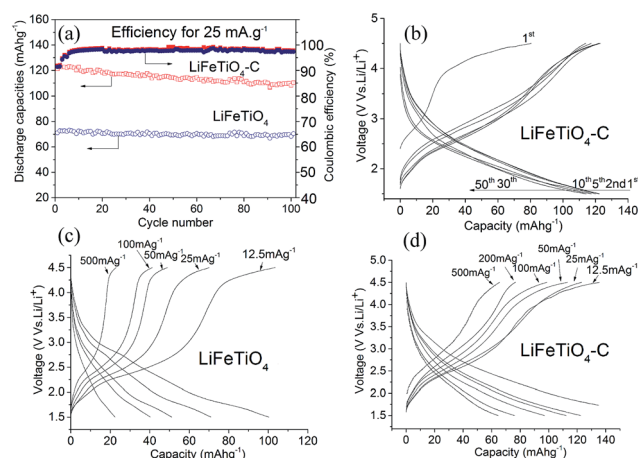 (a)
Efficiency for 25 mA.g⁻¹
LiFeTiO₄-C
LiFeTiO₄
Discharge capacities (mAhg⁻¹)
160
140
120
100
80
60
40
20
Coulombic efficiency (%)
100
90
80
70
60
50
40
0 20 40 60 80 100
Cycle number
(b)
1ˢᵗ
LiFeTiO₄-C
50ᵗʰ 30ᵗʰ 10ᵗʰ 5ᵗʰ 2nd 1ˢᵗ
Voltage (V Vs.Li/Li⁺)
5
4
3
2
0 20 40 60 80 100 120 140
Capacity (mAhg⁻¹)
(c)
500mAg⁻¹ 100mAg⁻¹ 50mAg⁻¹ 25mAg⁻¹ 12.5mAg⁻¹
LiFeTiO₄
Voltage (V Vs.Li/Li⁺)
4.5
4.0
3.5
3.0
2.5
2.0
1.5
0 20 40 60 80 100 120
Capacity (mAhg⁻¹)
(d)
500mAg⁻¹ 200mAg⁻¹ 100mAg⁻¹ 50mAg⁻¹ 25mAg⁻¹ 12.5mAg⁻¹
LiFeTiO₄-C
Voltage (V Vs.Li/Li⁺)
5.0
4.5
4.0
3.5
3.0
2.5
2.0
1.5
0 20 40 60 80 100 120 140 160
Capacity (mAhg⁻¹)